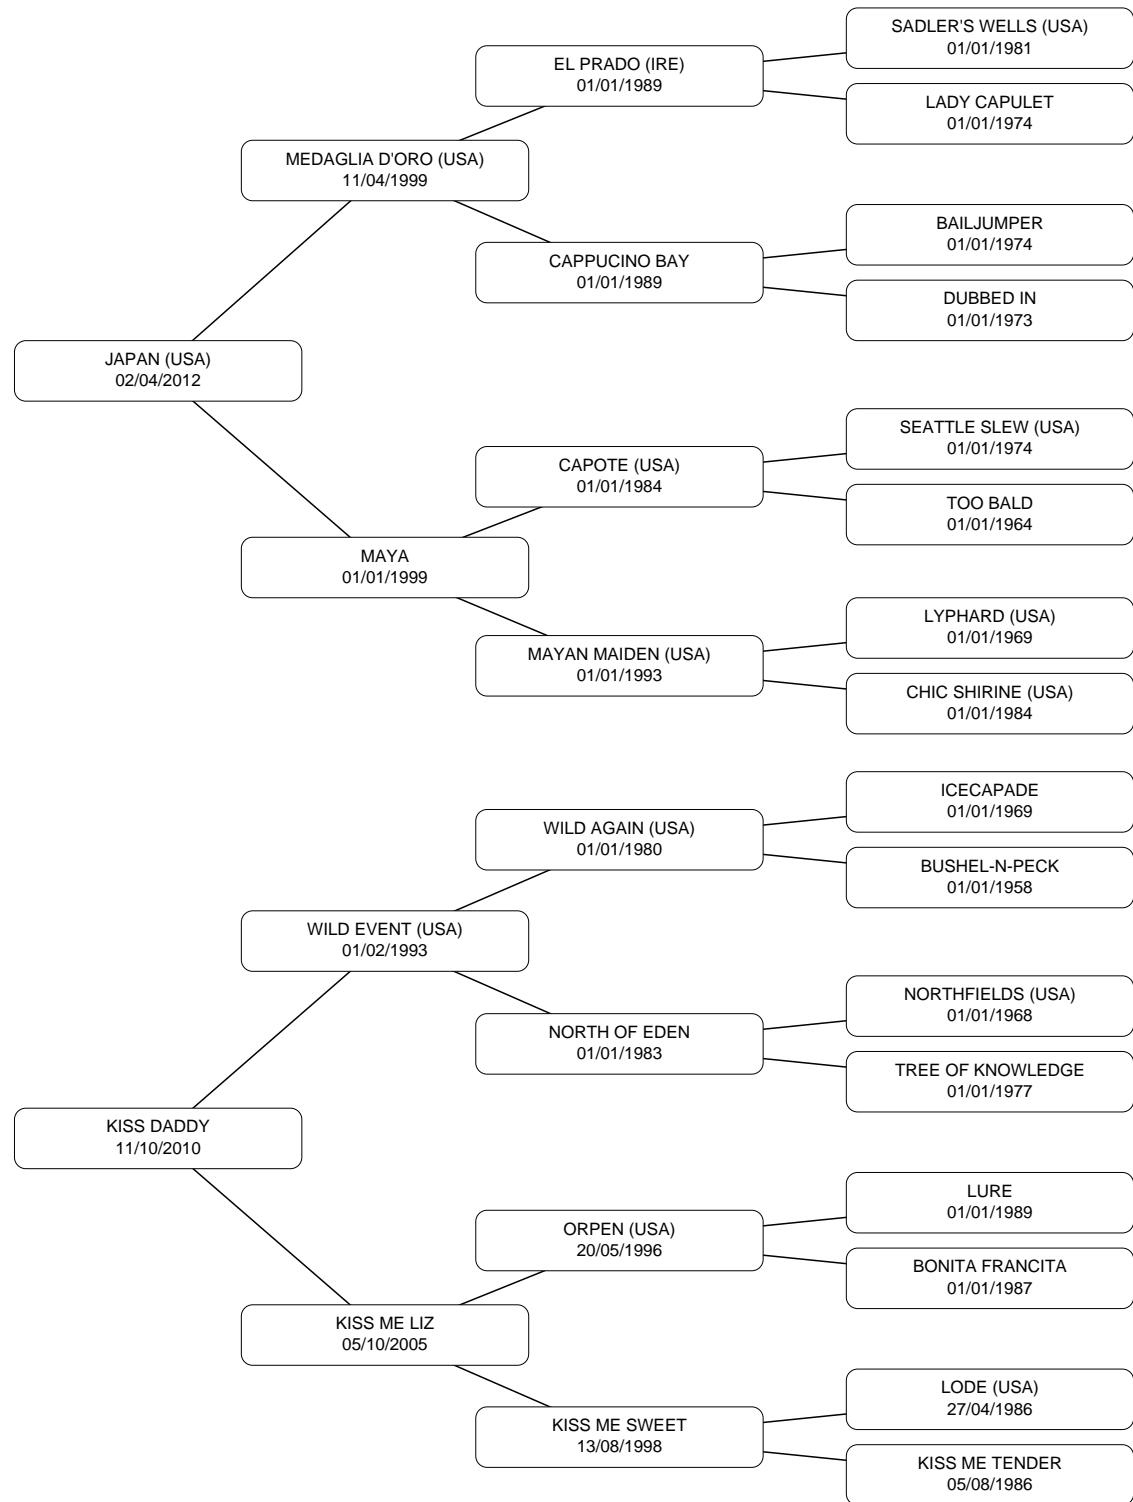 SADLER'S WELLS (USA)
01/01/1981
EL PRADO (IRE)
01/01/1989
LADY CAPULET
01/01/1974
MEDAGLIA D'ORO (USA)
11/04/1999
BAILJUMPER
01/01/1974
CAPPUCINO BAY
01/01/1989
DUBBED IN
01/01/1973
JAPAN (USA)
02/04/2012
SEATTLE SLEW (USA)
01/01/1974
CAPOTE (USA)
01/01/1984
TOO BALD
01/01/1964
MAYA
01/01/1999
LYPHARD (USA)
01/01/1969
MAYAN MAIDEN (USA)
01/01/1993
CHIC SHIRINE (USA)
01/01/1984
ICECAPADE
01/01/1969
WILD AGAIN (USA)
01/01/1980
BUSHEL-N-PECK
01/01/1958
WILD EVENT (USA)
01/02/1993
NORTHFIELDS (USA)
01/01/1968
NORTH OF EDEN
01/01/1983
TREE OF KNOWLEDGE
01/01/1977
KISS DADDY
11/10/2010
LURE
01/01/1989
ORPEN (USA)
20/05/1996
BONITA FRANCITA
01/01/1987
KISS ME LIZ
05/10/2005
LODE (USA)
27/04/1986
KISS ME SWEET
13/08/1998
KISS ME TENDER
05/08/1986